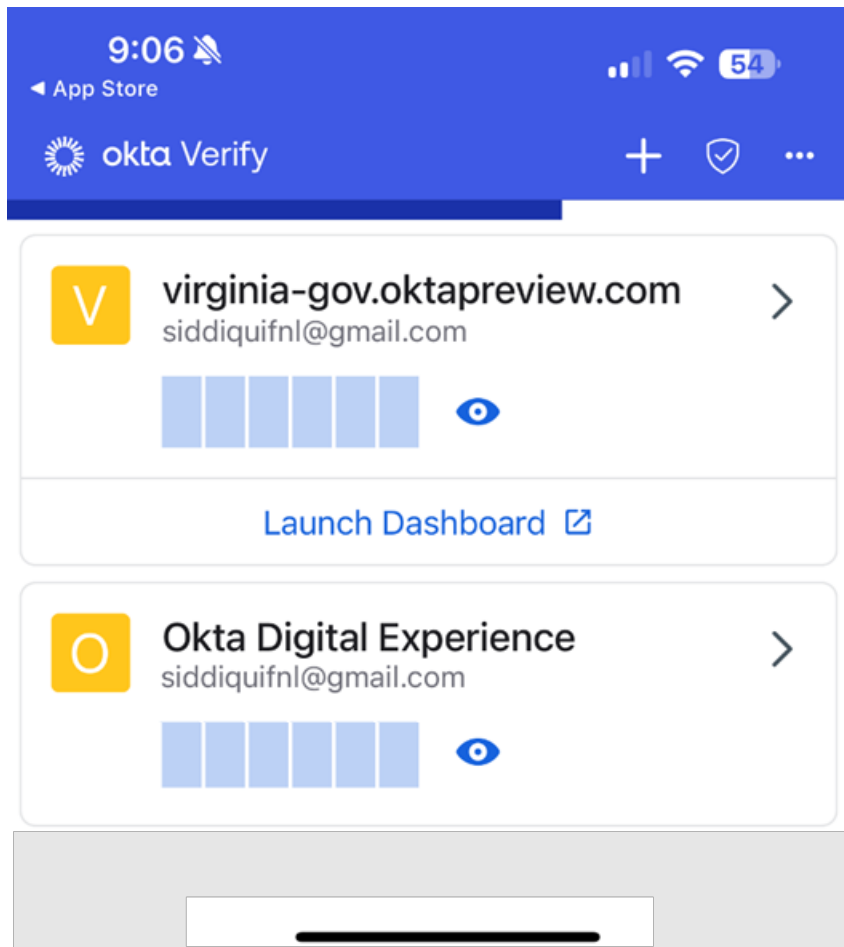 9:06
54
App Store
okta Verify
V
virginia-gov.oktapreview.com
siddiquifnl@gmail.com
Launch Dashboard
O
Okta Digital Experience
siddiquifnl@gmail.com